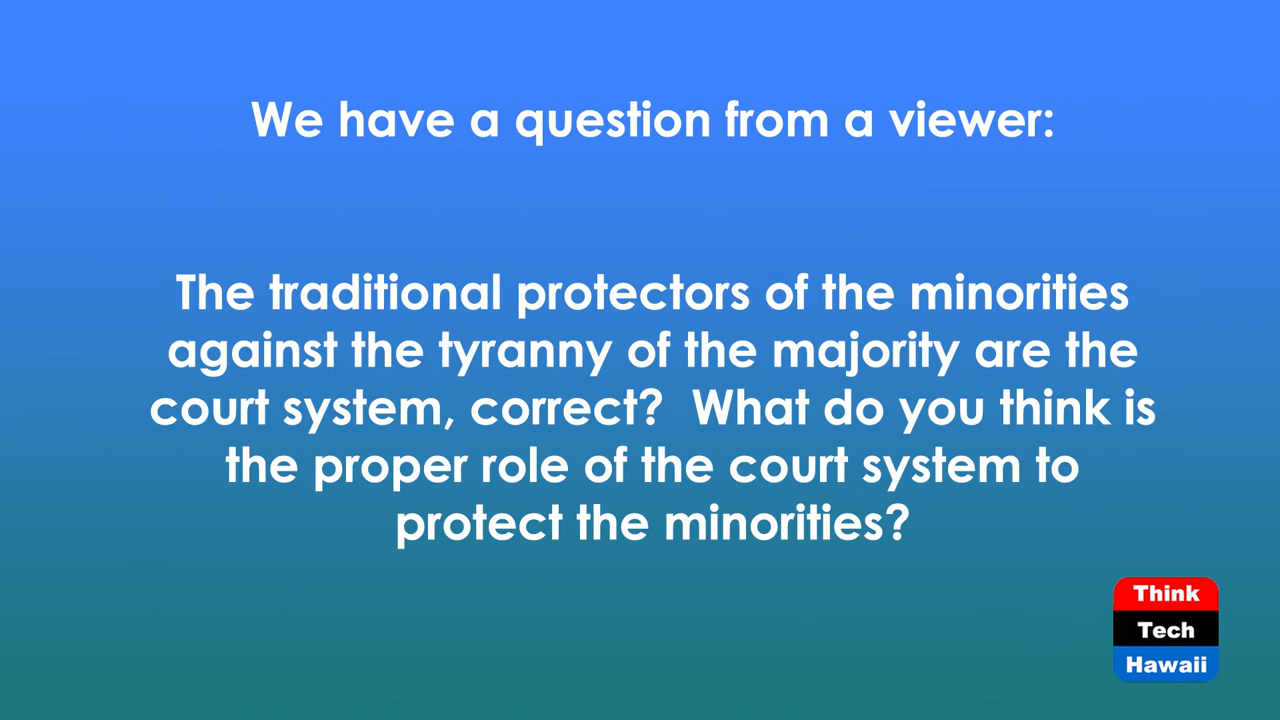 We have a question from a viewer:
The traditional protectors of the minorities
against the tyranny of the majority are the
court system, correct?  What do you think is
the proper role of the court system to
protect the minorities?
Think
Tech
Hawaii